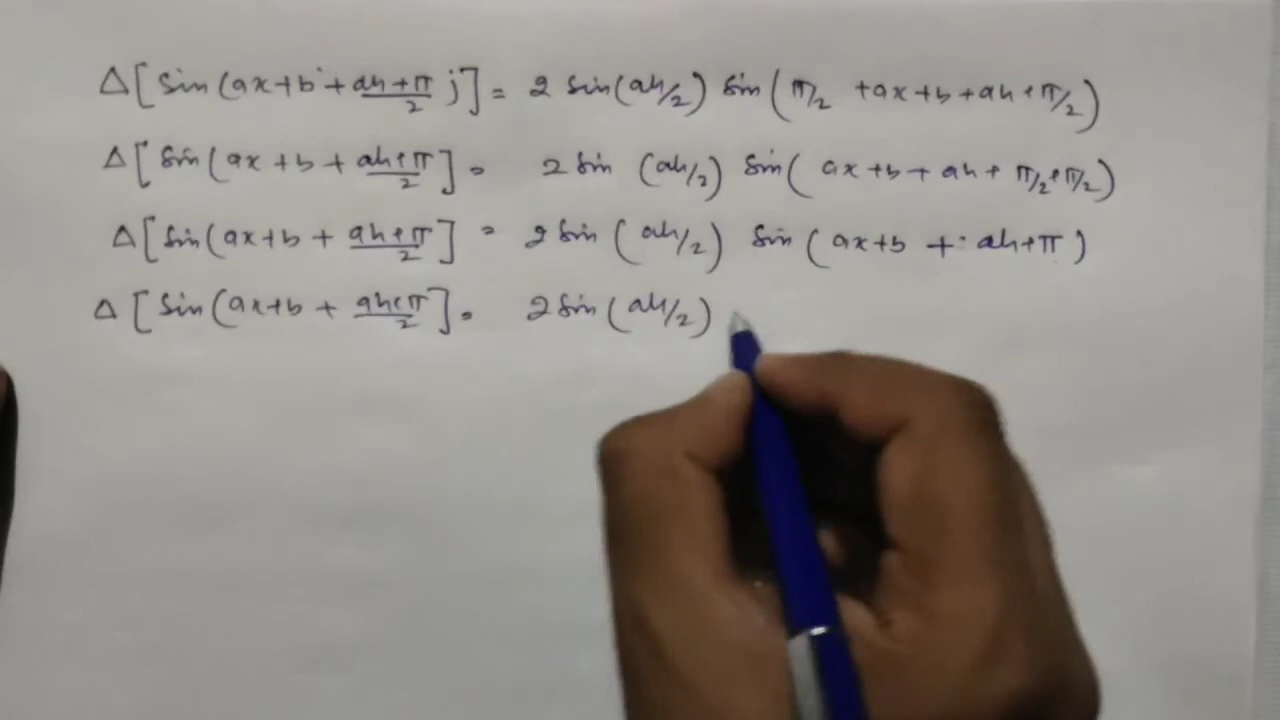 Δ[sin(ax+b+(ah+π)/2)] = 2 sin(ah/2) sin(π/2 +ax+b+ah+π/2)
Δ[sin(ax+b+(ah+π)/2] = 2 sin (ah/2) sin(ax+b+ah+π/2+π/2)
Δ[sin(ax+b+(ah+π)/2] = 2 sin (ah/2) sin (ax+b+ah+π)
Δ[sin(ax+b+(ah+π)/2] = 2 sin (ah/2)